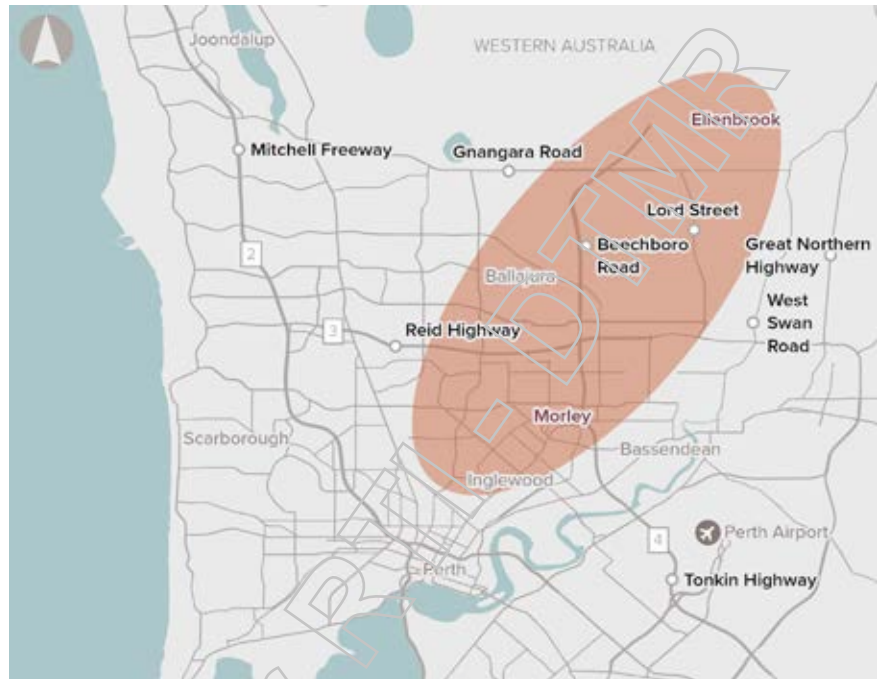 Joondalup
WESTERN AUSTRALIA
Ellenbrook
Mitchell Freeway
Gnangara Road
Lord Street
Beechboro
Road
Great Northern
Highway
2
Ballajura
West
Swan
Road
3
Reid Highway
Morley
Scarborough
Bassendean
Inglewood
4
Perth Airport
Perth
Tonkin Highway
- DTMR